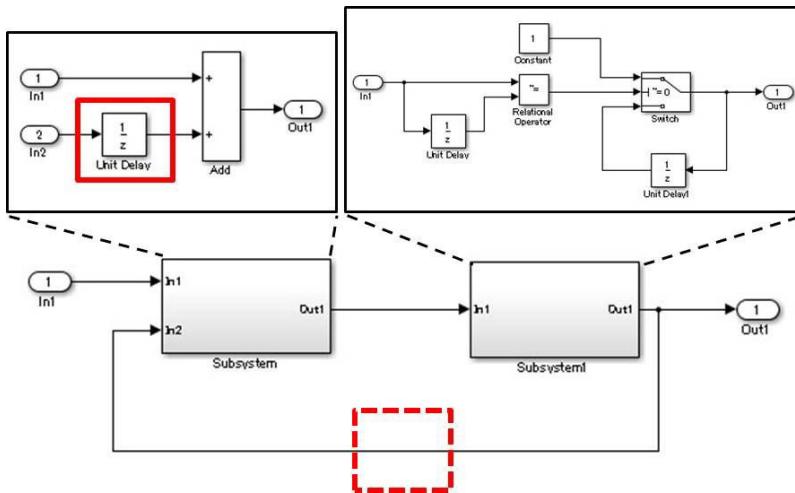 1
In1
2
In2
1
z
Unit Delay
+
+
Add
1
Out1
1
In1
1
z
Unit Delay
~=
Relational
Operator
1
Constant
~= 0
Switch
1
z
Unit Delay1
1
Out1
1
In1
In1
In2
Out1
Subsystem
In1
Out1
Subsystem1
1
Out1